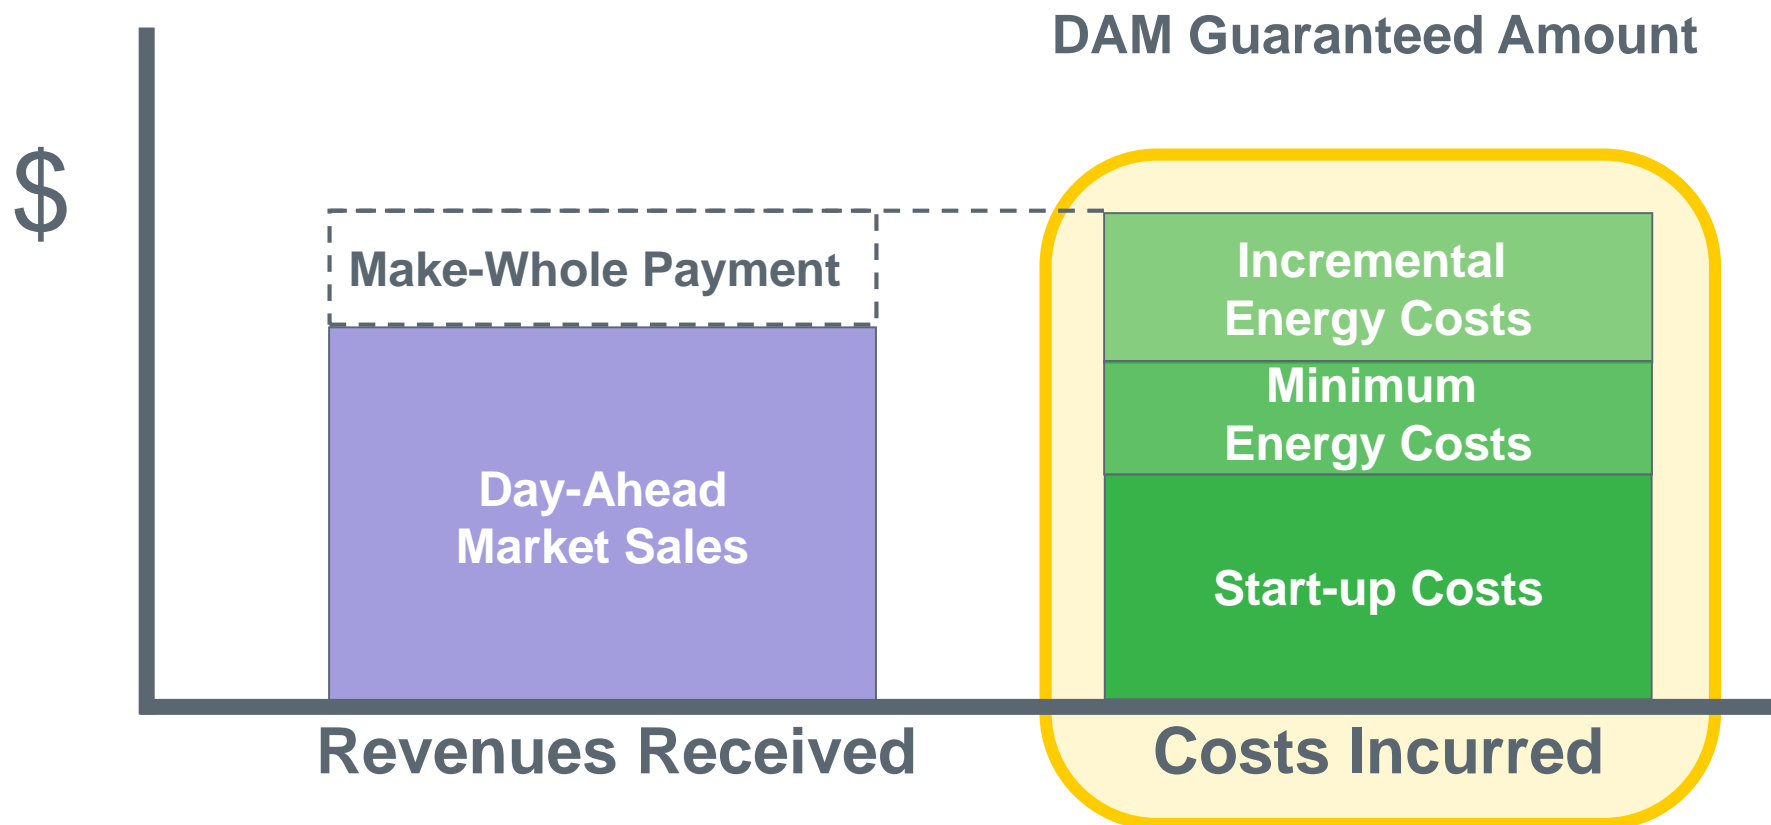 DAM Guaranteed Amount
$
Make-Whole Payment
Day-Ahead
Market Sales
Incremental
Energy Costs
Minimum
Energy Costs
Start-up Costs
Revenues Received
Costs Incurred